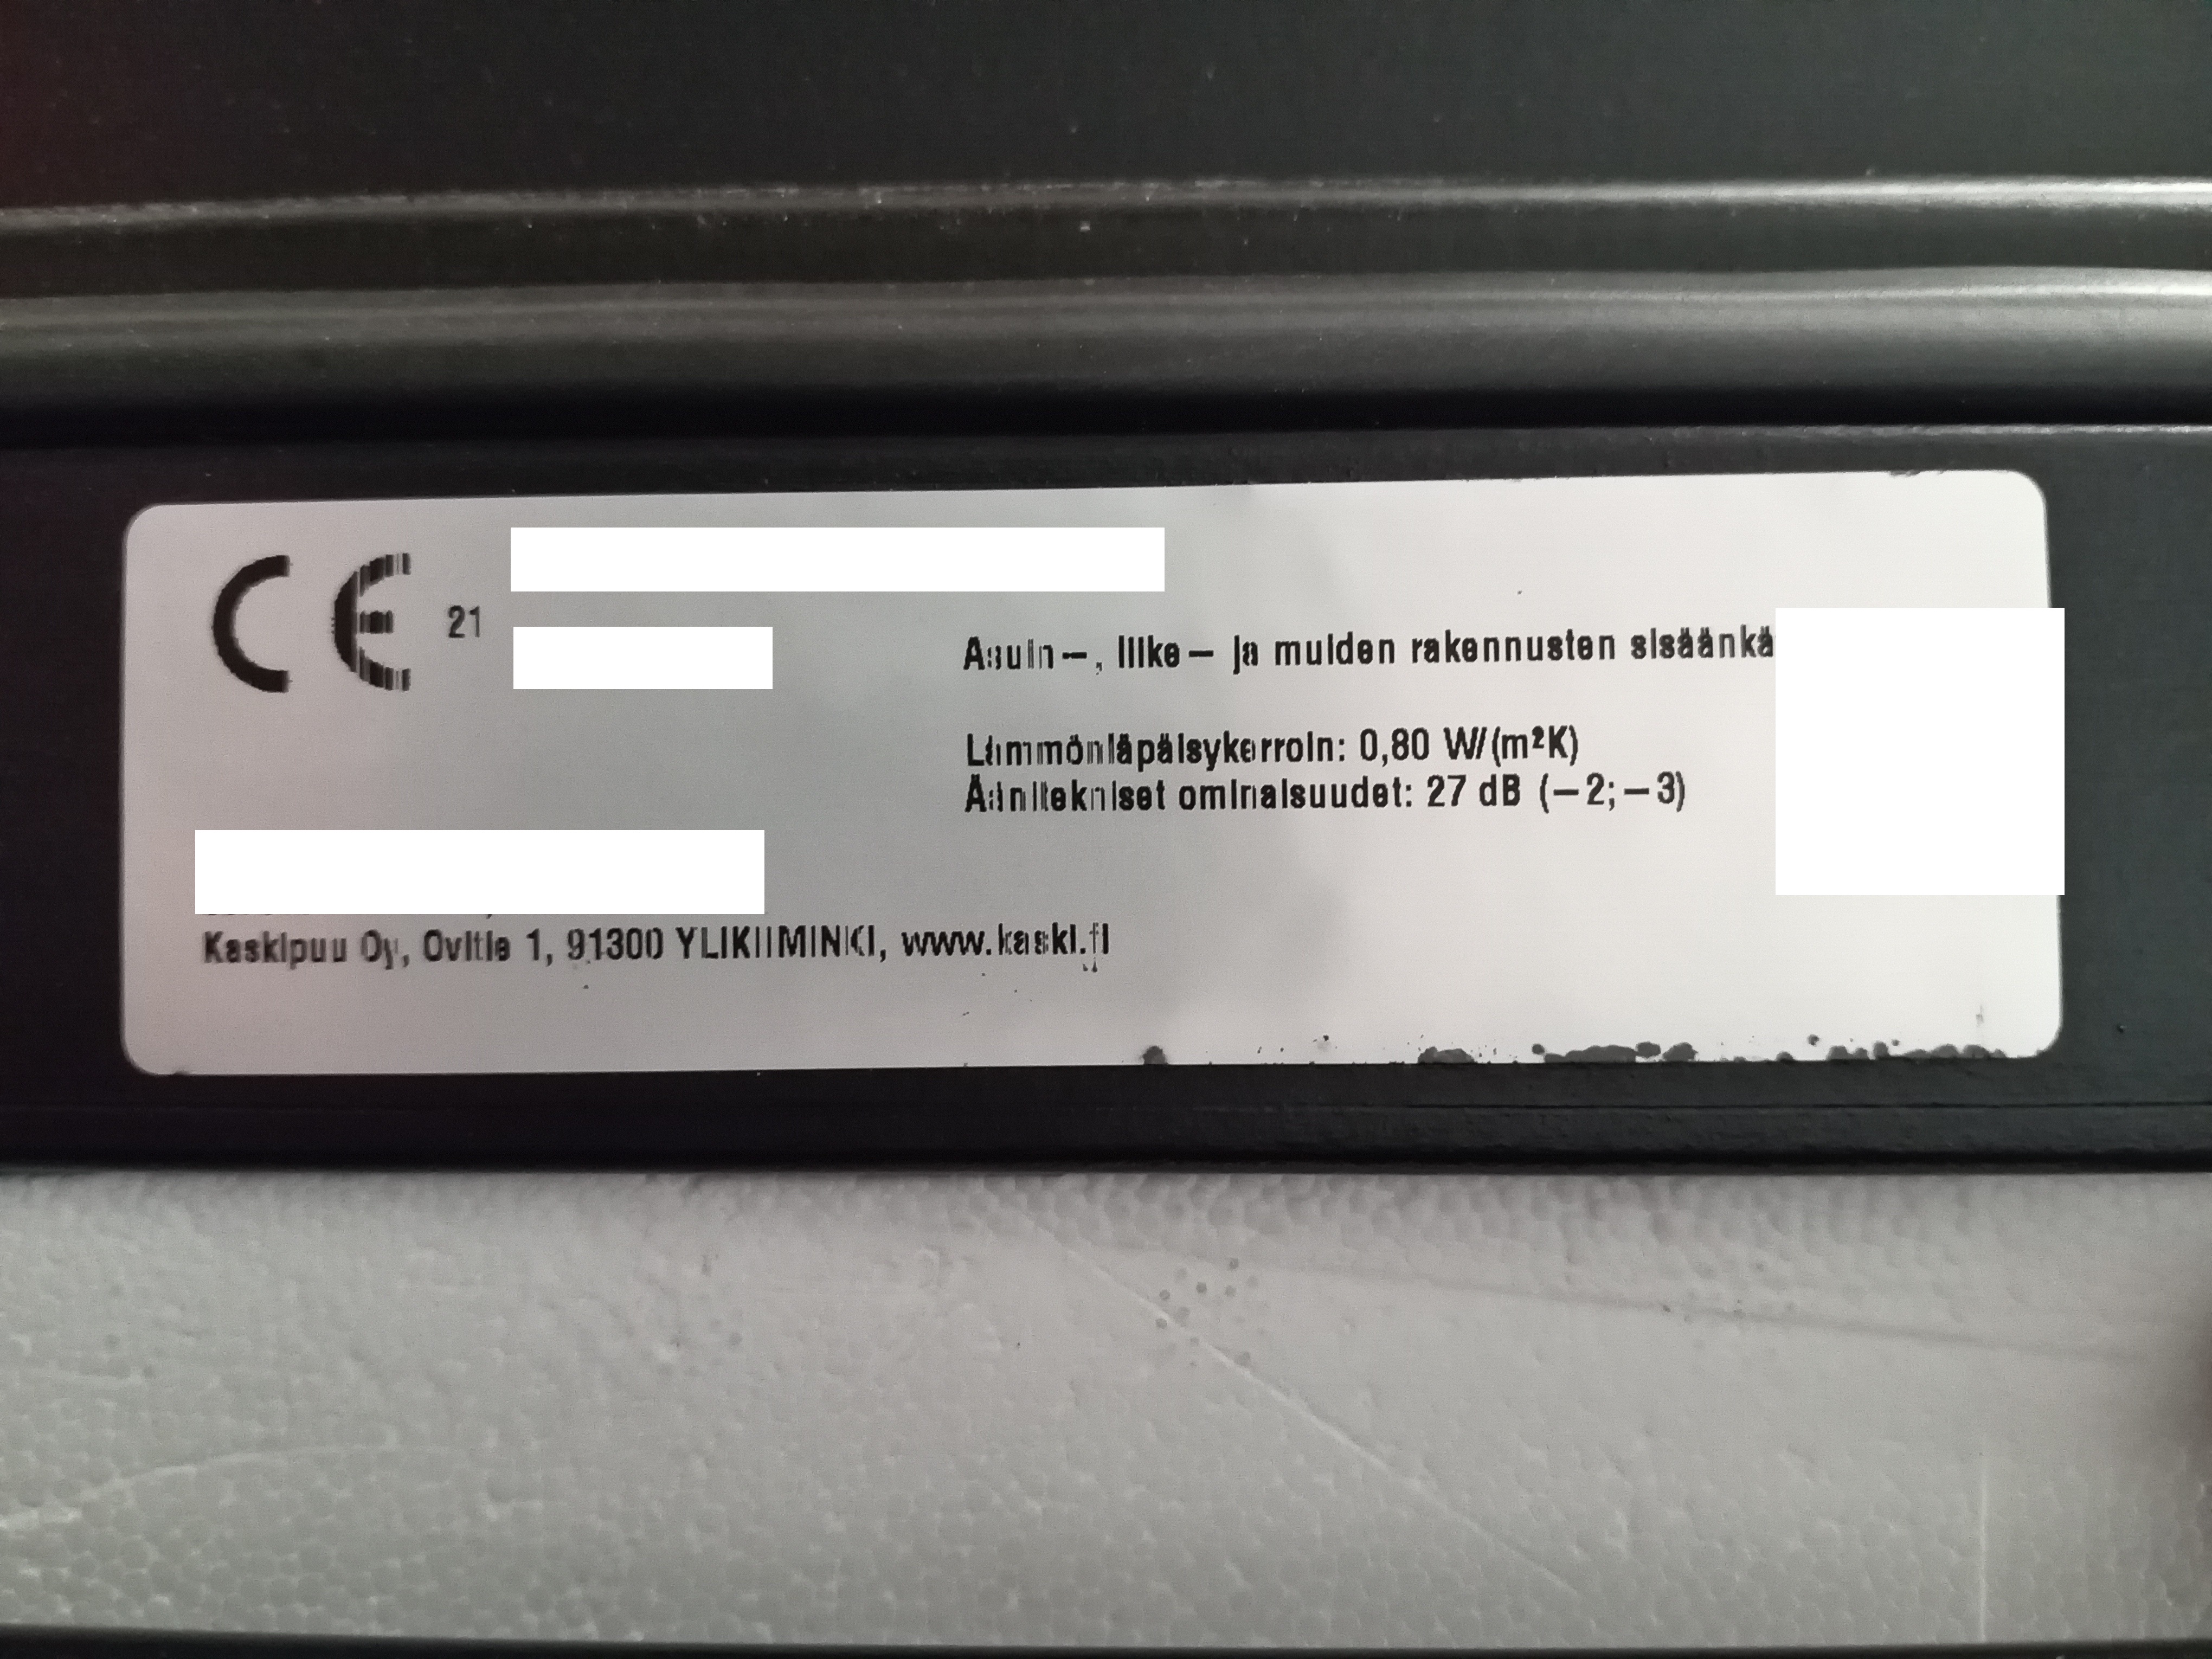 CE 21
Asuin-, liike- ja muiden rakennusten
Lämmönläpäisykerroin: 0,80 W/(m²K)
Äänitekniset ominaisuudet: 27 dB (-2;-3)
Kaskipuu Oy, Ovitie 1, 91300 YLIKIIMINKI, www.kaski.fi